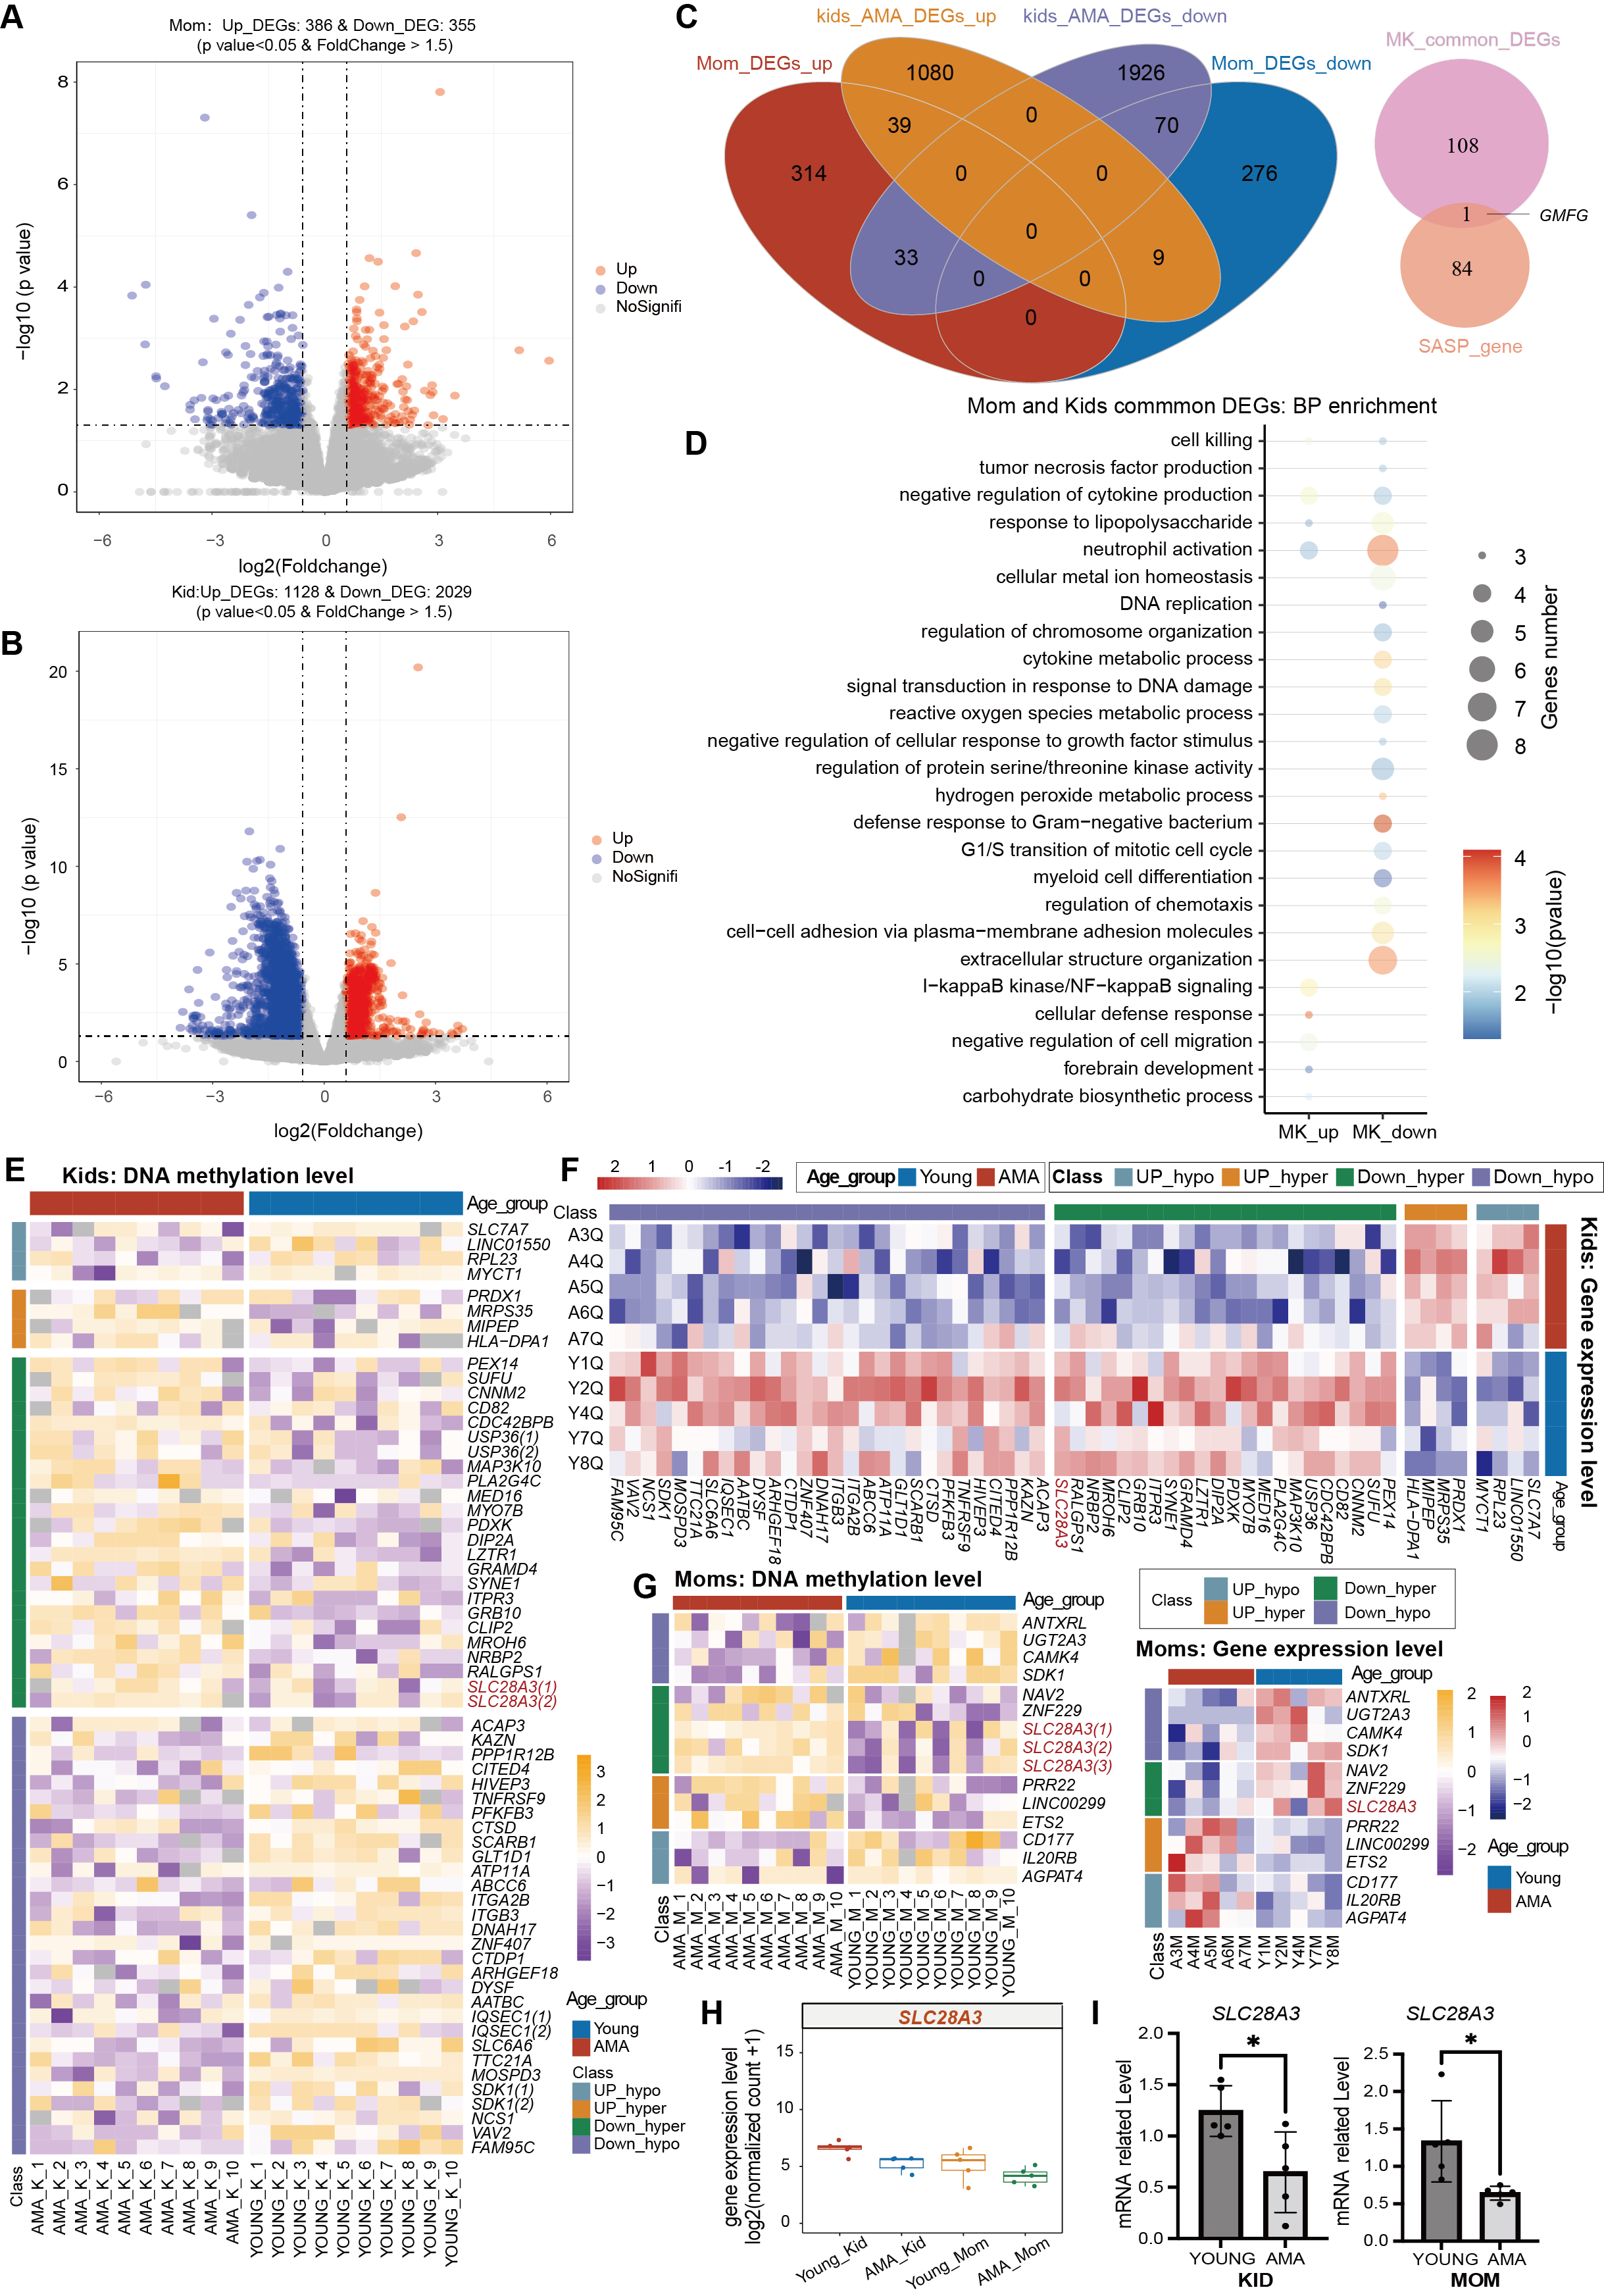 A
Mom: Up_DEGs: 386 & Down_DEG: 355
(p value<0.05 & FoldChange > 1.5)
−log10 (p value)
8
6
4
2
0
−6
−3
0
3
6
log2(Foldchange)
Up
Down
NoSignifi
B
Kid:Up_DEGs: 1128 & Down_DEG: 2029
(p value<0.05 & FoldChange > 1.5)
−log10 (p value)
20
15
10
5
0
−6
−3
0
3
6
log2(Foldchange)
Up
Down
NoSignifi
C
kids_AMA_DEGs_up
kids_AMA_DEGs_down
Mom_DEGs_up
Mom_DEGs_down
1080
1926
39
0
70
314
0
0
276
0
33
9
0
0
0
MK_common_DEGs
108
1
GMFG
84
SASP_gene
D
Mom and Kids commmon DEGs: BP enrichment
cell killing
tumor necrosis factor production
negative regulation of cytokine production
response to lipopolysaccharide
neutrophil activation
cellular metal ion homeostasis
DNA replication
regulation of chromosome organization
cytokine metabolic process
signal transduction in response to DNA damage
reactive oxygen species metabolic process
negative regulation of cellular response to growth factor stimulus
regulation of protein serine/threonine kinase activity
hydrogen peroxide metabolic process
defense response to Gram−negative bacterium
G1/S transition of mitotic cell cycle
myeloid cell differentiation
regulation of chemotaxis
cell−cell adhesion via plasma−membrane adhesion molecules
extracellular structure organization
I−kappaB kinase/NF−kappaB signaling
cellular defense response
negative regulation of cell migration
forebrain development
carbohydrate biosynthetic process
MK_up
MK_down
3
4
5
6
7
8
Genes number
4
3
2
−log10(pvalue)
E
Kids: DNA methylation level
Age_group
SLC7A7
LINC01550
RPL23
MYCT1
PRDX1
MRPS35
MIPEP
HLA−DPA1
PEX14
SUFU
CNNM2
CD82
CDC42BPB
USP36(1)
USP36(2)
MAP3K10
PLA2G4C
MED16
MYO7B
PDXK
DIP2A
LZTR1
GRAMD4
SYNE1
ITPR3
GRB10
CLIP2
MROH6
NRBP2
RALGPS1
SLC28A3(1)
SLC28A3(2)
ACAP3
KAZN
PPP1R12B
CITED4
HIVEP3
TNFRSF9
PFKFB3
CTSD
SCARB1
GLT1D1
ATP11A
ABCC6
ITGA2B
ITGB3
DNAH17
ZNF407
CTDP1
ARHGEF18
DYSF
AATBC
IQSEC1(1)
IQSEC1(2)
SLC6A6
TTC21A
MOSPD3
SDK1(1)
SDK1(2)
NCS1
VAV2
FAM95C
Class
AMA_K_1
AMA_K_2
AMA_K_3
AMA_K_4
AMA_K_5
AMA_K_6
AMA_K_7
AMA_K_8
AMA_K_9
AMA_K_10
YOUNG_K_1
YOUNG_K_2
YOUNG_K_3
YOUNG_K_4
YOUNG_K_5
YOUNG_K_6
YOUNG_K_7
YOUNG_K_8
YOUNG_K_9
YOUNG_K_10
3
2
1
0
−1
−2
−3
Age_group
Young
AMA
Class
UP_hypo
UP_hyper
Down_hyper
Down_hypo
F
2
1
0
-1
-2
Age_group Young AMA
Class UP_hypo UP_hyper Down_hyper Down_hypo
Class
A3Q
A4Q
A5Q
A6Q
A7Q
Y1Q
Y2Q
Y4Q
Y7Q
Y8Q
Kids: Gene expression level
FAM95C
VAV2
NCS1
SDK1
MOSPD3
TTC21A
SLC6A6
IQSEC1
AATBC
DYSF
ARHGEF18
CTDP1
ZNF407
DNAH17
ITGB3
ITGA2B
ABCC6
ATP11A
GLT1D1
SCARB1
CTSD
PFKFB3
TNFRSF9
HIVEP3
CITED4
PPP1R12B
KAZN
ACAP3
SLC28A3
RALGPS1
NRBP2
MROH6
CLIP2
GRB10
ITPR3
SYNE1
GRAMD4
LZTR1
DIP2A
PDXK
MYO7B
MED16
PLA2G4C
MAP3K10
USP36
CDC42BPB
CD82
CNNM2
SUFU
PEX14
HLA−DPA1
MIPEP
MRPS35
PRDX1
MYCT1
RPL23
LINC01550
SLC7A7
Age_group
G
Moms: DNA methylation level
Age_group
ANTXRL
UGT2A3
CAMK4
SDK1
NAV2
ZNF229
SLC28A3(1)
SLC28A3(2)
SLC28A3(3)
PRR22
LINC00299
ETS2
CD177
IL20RB
AGPAT4
Class
AMA_M_1
AMA_M_2
AMA_M_3
AMA_M_4
AMA_M_5
AMA_M_6
AMA_M_7
AMA_M_8
AMA_M_9
AMA_M_10
YOUNG_M_1
YOUNG_M_2
YOUNG_M_3
YOUNG_M_4
YOUNG_M_5
YOUNG_M_6
YOUNG_M_7
YOUNG_M_8
YOUNG_M_9
YOUNG_M_10
Class
UP_hypo
Down_hyper
UP_hyper
Down_hypo
Moms: Gene expression level
Age_group
ANTXRL
UGT2A3
CAMK4
SDK1
NAV2
ZNF229
SLC28A3
PRR22
LINC00299
ETS2
CD177
IL20RB
AGPAT4
Class
A3M
A4M
A5M
A6M
A7M
Y1M
Y2M
Y4M
Y7M
Y8M
2
1
0
−1
−2
2
1
0
−1
−2
Age_group
Young
AMA
H
SLC28A3
gene expression level
log2(normalized count +1)
15
10
5
0
Young_Kid
AMA_Kid
Young_Mom
AMA_Mom
I
SLC28A3
mRNA related Level
2.0
1.5
1.0
0.5
0.0
*
YOUNG AMA
KID
SLC28A3
mRNA related Level
2.5
2.0
1.5
1.0
0.5
0.0
*
YOUNG AMA
MOM